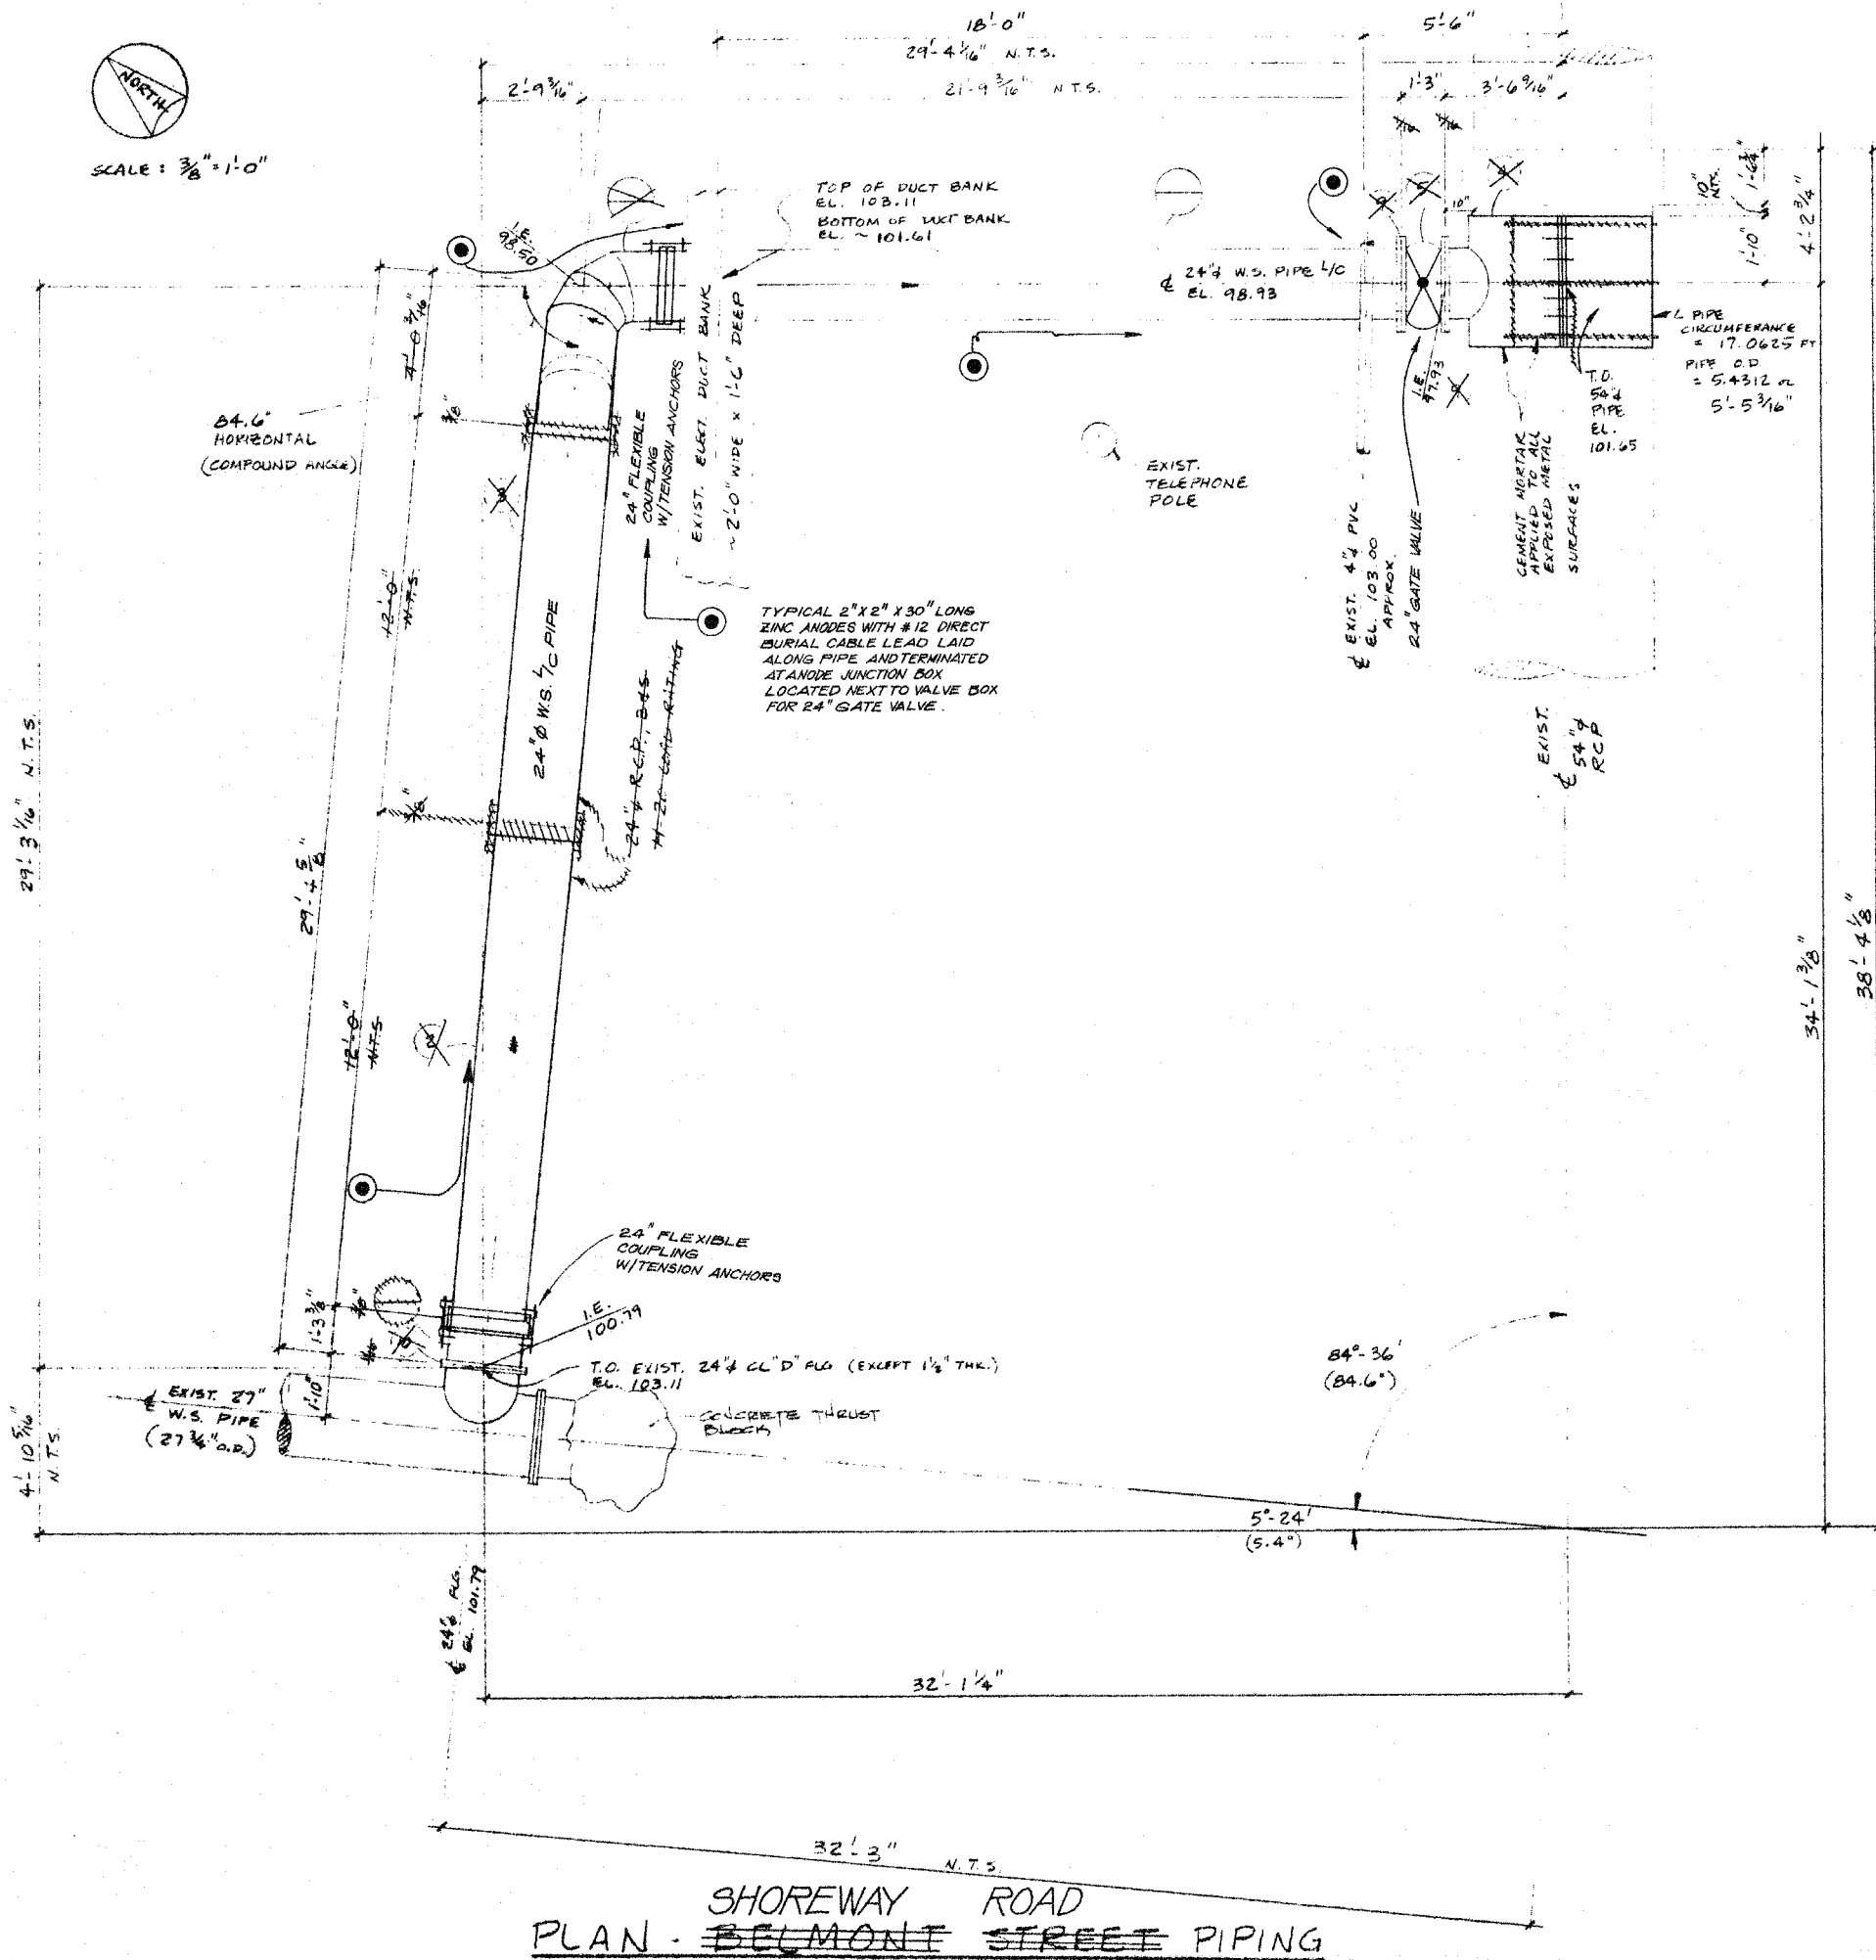 18'-0"
5'-6"
29'-4 1/16" N.T.S.
2'-9 3/16"
21'-9 3/16" N.T.S.
1'-3"
3'-6 9/16"
NORTH
SCALE : 3/8" = 1'-0"
TOP OF DUCT BANK
EL. 103.11
BOTTOM OF DUCT BANK
EL. ~ 101.61
I.E.
98.50
10"
10"
N.T.S.
1'-10"
4'-2 3/4"
℄ 24"ϕ W.S. PIPE L/C
EL. 98.93
I.E.
97.93
PIPE
CIRCUMFERANCE
= 17.0625 FT
PIPE O.D.
= 5.4312 or
5'-5 3/16"
T.O.
54"ϕ
PIPE
EL.
101.65
4'-0 3/16"
3/8"
84.6°
HORIZONTAL
(COMPOUND ANGLE)
24" FLEXIBLE
COUPLING
W/TENSION ANCHORS
EXIST. ELECT. DUCT BANK
~2'-0" WIDE x 1'-6" DEEP
EXIST.
TELEPHONE
POLE
℄ EXIST. 4"ϕ PVC
EL. 103.00
APPROX.
24" GATE VALVE
CEMENT MORTAR
APPLIED TO ALL
EXPOSED METAL
SURFACES
12'-0"
N.T.S.
TYPICAL 2" X 2" X 30" LONG
ZINC ANODES WITH #12 DIRECT
BURIAL CABLE LEAD LAID
ALONG PIPE AND TERMINATED
AT ANODE JUNCTION BOX
LOCATED NEXT TO VALVE BOX
FOR 24" GATE VALVE.
24"Ø W.S. L/C PIPE
24"ϕ R.C.P.,
LOAD RATING
℄ EXIST.
54"ϕ
RCP
29'-3 1/16" N.T.S.
29'-4 5/8"
12'-0"
N.T.S.
34'-1 3/8"
38'-4 1/8"
24" FLEXIBLE
COUPLING
W/TENSION ANCHORS
1'-3 3/8"
3/8"
I.E.
100.79
T.O. EXIST. 24"ϕ CL "D" FLG (EXCEPT 1 1/2" THK.)
EL. 103.11
84°-36'
(84.6°)
1'-10"
℄ EXIST. 27"
W.S. PIPE
(27 3/4" O.D.)
CONCRETE THRUST
BLOCK
4'-10 5/16"
N.T.S.
5°-24'
(5.4°)
℄ 24"ϕ FLG.
EL. 101.79
32'-1 1/4"
32'-3" N.T.S.
SHOREWAY ROAD
PLAN - BELMONT STREET PIPING